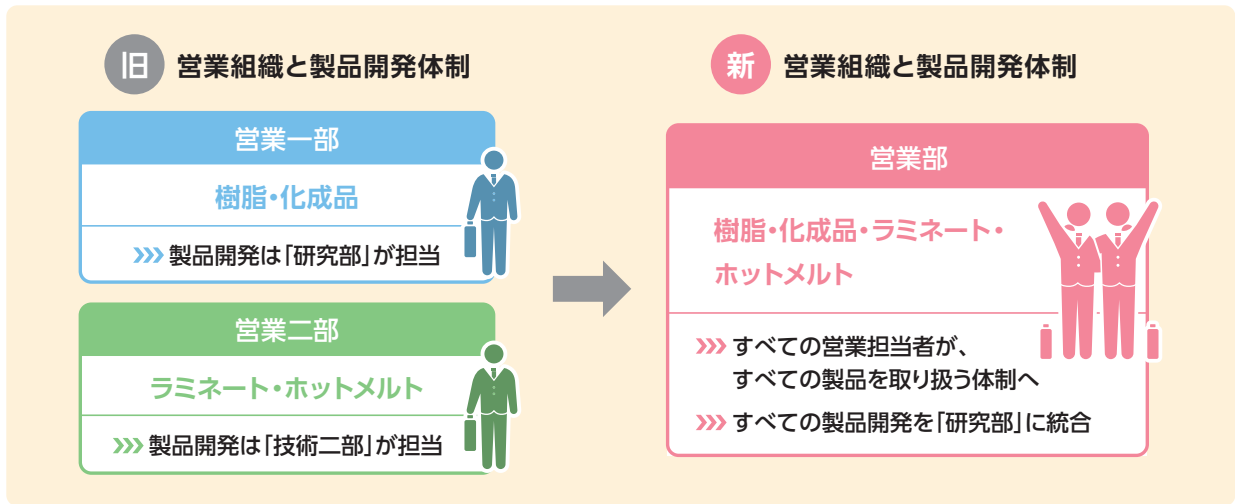 旧 営業組織と製品開発体制
営業一部
樹脂・化成品
>>> 製品開発は「研究部」が担当
営業二部
ラミネート・ホットメルト
>>> 製品開発は「技術二部」が担当
新 営業組織と製品開発体制
営業部
樹脂・化成品・ラミネート・
ホットメルト
>>> すべての営業担当者が、
すべての製品を取り扱う体制へ
>>> すべての製品開発を「研究部」に統合